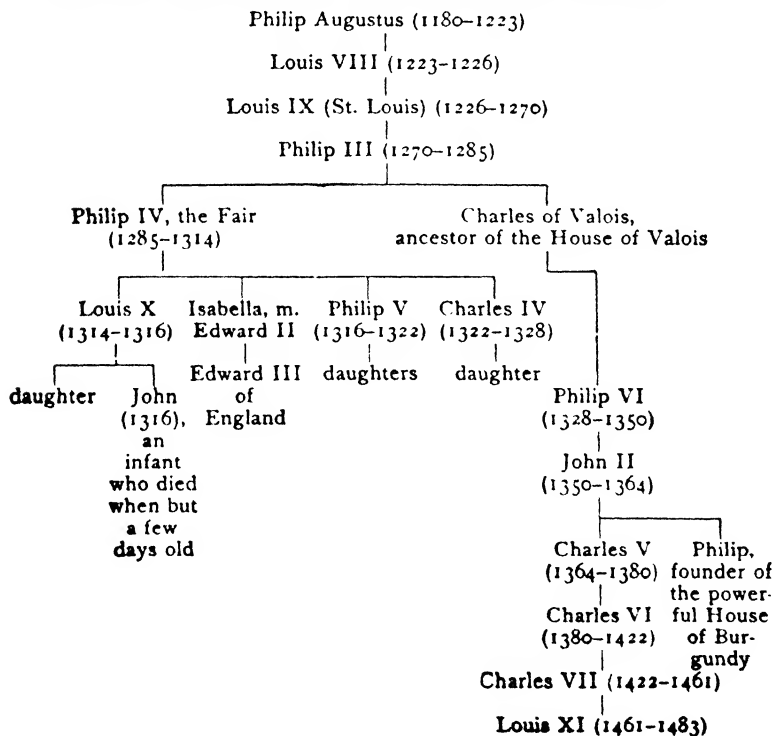 Philip Augustus (1180–1223)
Louis VIII (1223–1226)
Louis IX (St. Louis) (1226–1270)
Philip III (1270–1285)
Philip IV, the Fair
(1285–1314)
Charles of Valois,
ancestor of the House of Valois
Louis X
(1314–1316)
Isabella, m.
Edward II
Philip V
(1316–1322)
Charles IV
(1322–1328)
daughter
John
(1316),
an
infant
who died
when but
a few
days old
Edward III
of
England
daughters
daughter
Philip VI
(1328–1350)
John II
(1350–1364)
Charles V
(1364–1380)
Philip,
founder of
the power-
ful House
of Bur-
gundy
Charles VI
(1380–1422)
Charles VII (1422–1461)
Louis XI (1461–1483)